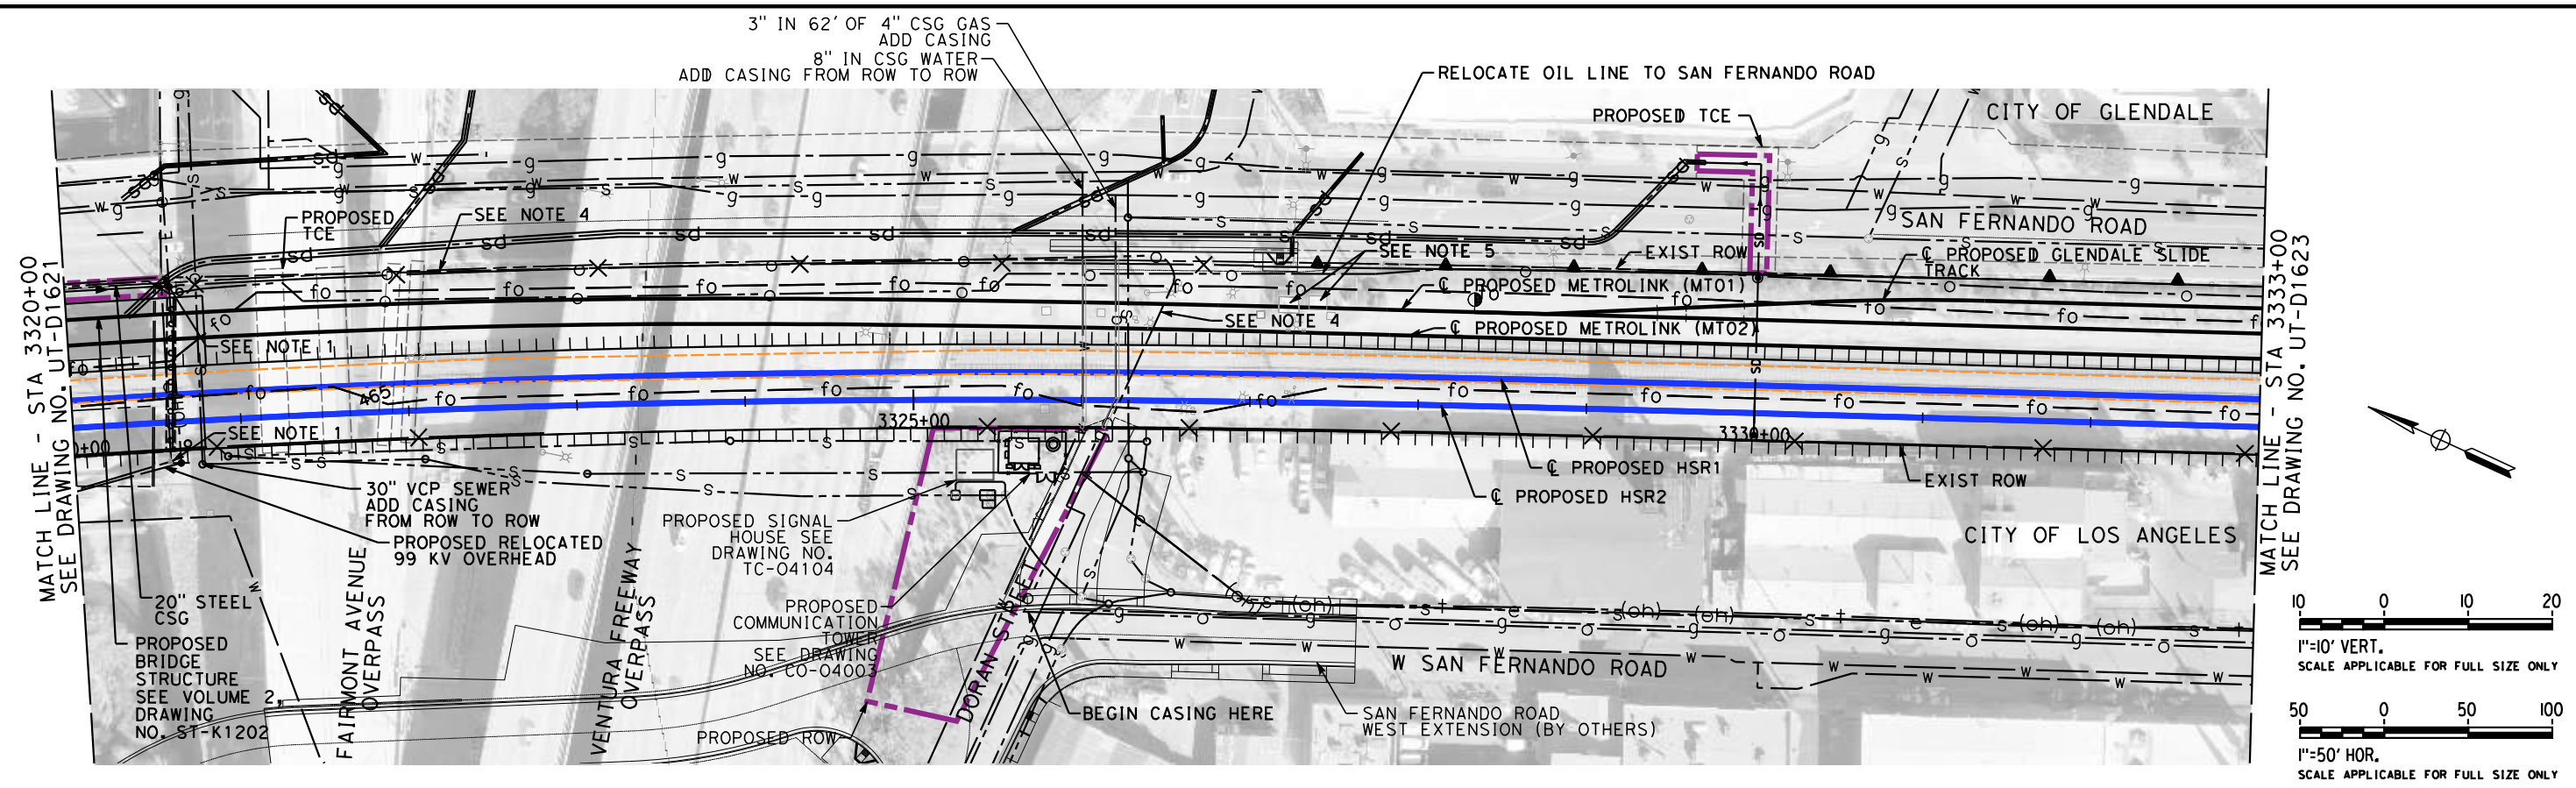 3" IN 62' OF 4" CSG GAS
ADD CASING
8" IN CSG WATER
ADD CASING FROM ROW TO ROW
RELOCATE OIL LINE TO SAN FERNANDO ROAD
PROPOSED TCE
CITY OF GLENDALE
PROPOSED
TCE
SEE NOTE 4
SAN FERNANDO ROAD
SEE NOTE 5
EXIST ROW
℄ PROPOSED GLENDALE SLIDE
TRACK
℄ PROPOSED METROLINK (MT01)
SEE NOTE 4
℄ PROPOSED METROLINK (MT02)
MATCH LINE - STA 3320+00
SEE DRAWING NO. UT-D1621
SEE NOTE 1
465
SEE NOTE 1
3325+00
3330+00
℄ PROPOSED HSR1
℄ PROPOSED HSR2
EXIST ROW
MATCH LINE - STA 3333+00
SEE DRAWING NO. UT-D1623
30" VCP SEWER
ADD CASING
FROM ROW TO ROW
PROPOSED RELOCATED
99 KV OVERHEAD
PROPOSED SIGNAL
HOUSE SEE
DRAWING NO.
TC-04104
CITY OF LOS ANGELES
20" STEEL
CSG
PROPOSED
BRIDGE
STRUCTURE
SEE VOLUME 2,
DRAWING
NO. ST-K1202
FAIRMONT AVENUE
OVERPASS
VENTURA FREEWAY
OVERPASS
PROPOSED
COMMUNICATION
TOWER
SEE DRAWING
NO. CO-04003
DORAN STREET
W SAN FERNANDO ROAD
PROPOSED ROW
BEGIN CASING HERE
SAN FERNANDO ROAD
WEST EXTENSION (BY OTHERS)
10 0 10 20
1"=10' VERT.
SCALE APPLICABLE FOR FULL SIZE ONLY
50 0 50 100
1"=50' HOR.
SCALE APPLICABLE FOR FULL SIZE ONLY